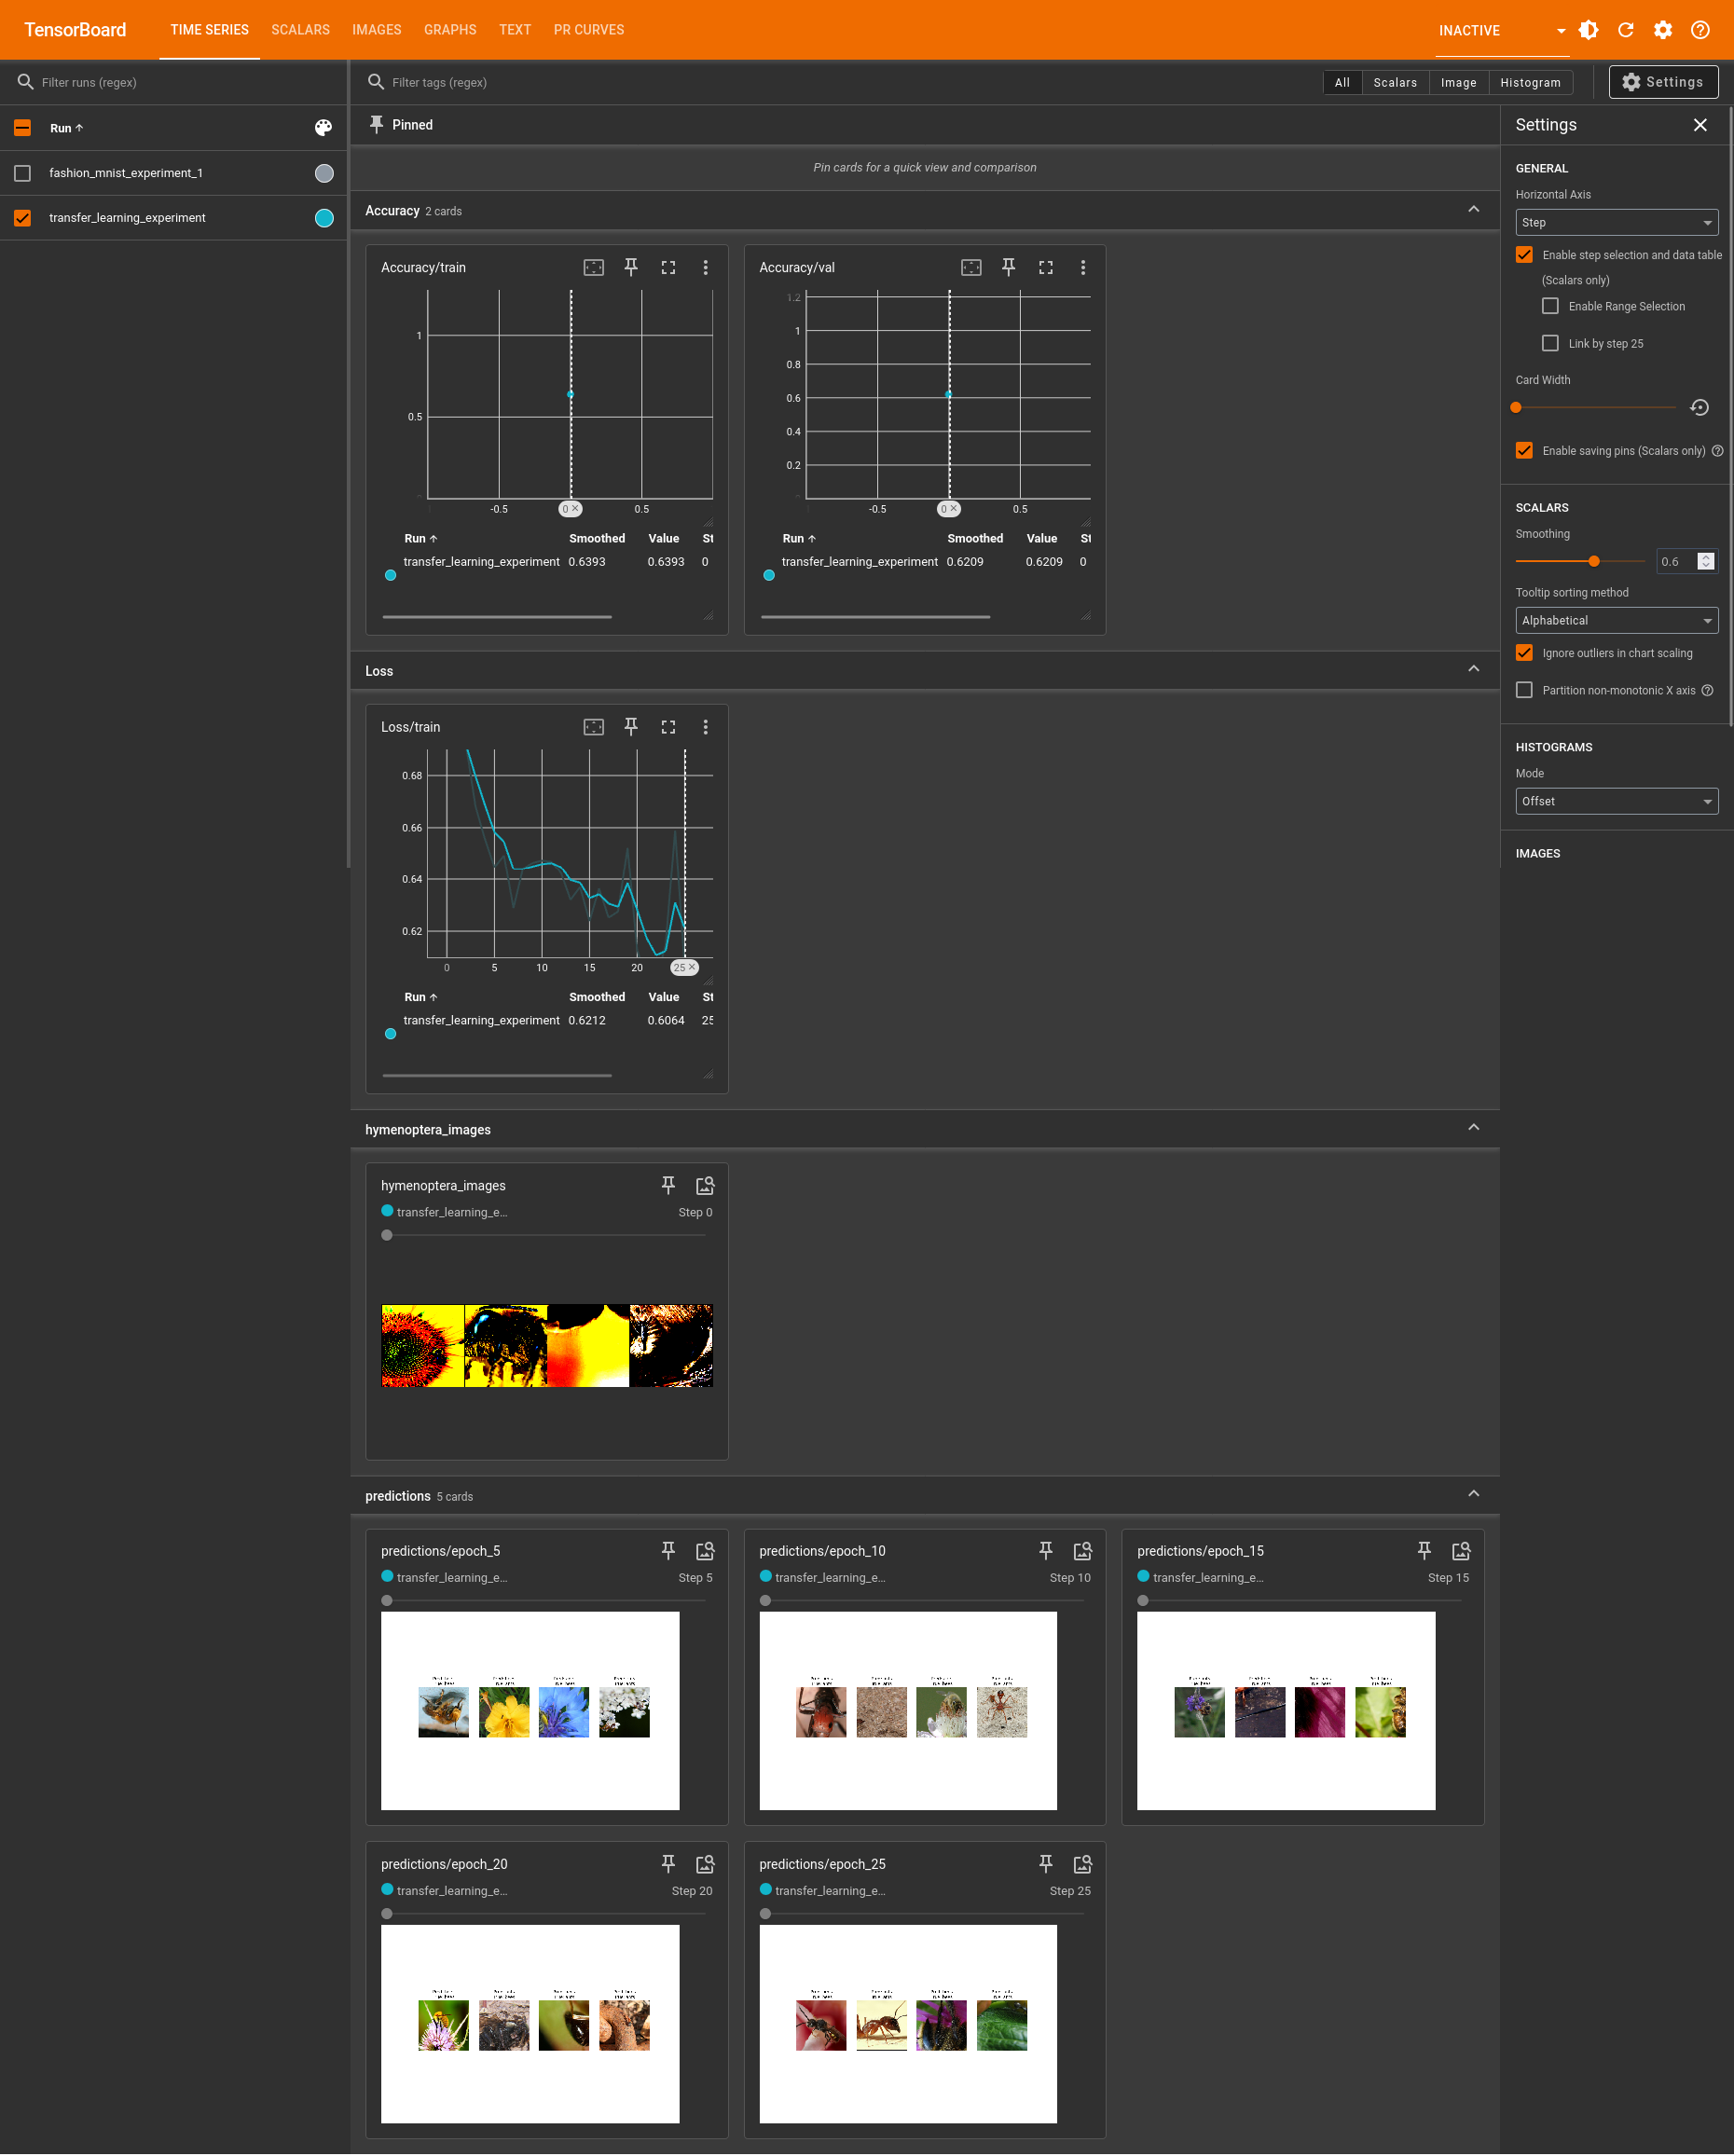 TensorBoard TIME SERIES SCALARS IMAGES GRAPHS TEXT PR CURVES INACTIVE
Filter runs (regex)
Run
fashion_mnist_experiment_1
transfer_learning_experiment
Filter tags (regex) All Scalars Image Histogram Settings
Pinned
Pin cards for a quick view and comparison
Accuracy 2 cards
Accuracy/train
1
0.5
-0.5 0 0.5
Run Smoothed Value St
transfer_learning_experiment 0.6393 0.6393 0
Accuracy/val
1.2
1
0.8
0.6
0.4
0.2
-0.5 0 0.5
Run Smoothed Value St
transfer_learning_experiment 0.6209 0.6209 0
Loss
Loss/train
0.68
0.66
0.64
0.62
0 5 10 15 20 25
Run Smoothed Value St
transfer_learning_experiment 0.6212 0.6064 25
hymenoptera_images
hymenoptera_images
transfer_learning_e... Step 0
predictions 5 cards
predictions/epoch_5
transfer_learning_e... Step 5
predictions/epoch_10
transfer_learning_e... Step 10
predictions/epoch_15
transfer_learning_e... Step 15
predictions/epoch_20
transfer_learning_e... Step 20
predictions/epoch_25
transfer_learning_e... Step 25
Settings
GENERAL
Horizontal Axis
Step
Enable step selection and data table
(Scalars only)
Enable Range Selection
Link by step 25
Card Width
Enable saving pins (Scalars only)
SCALARS
Smoothing
0.6
Tooltip sorting method
Alphabetical
Ignore outliers in chart scaling
Partition non-monotonic X axis
HISTOGRAMS
Mode
Offset
IMAGES